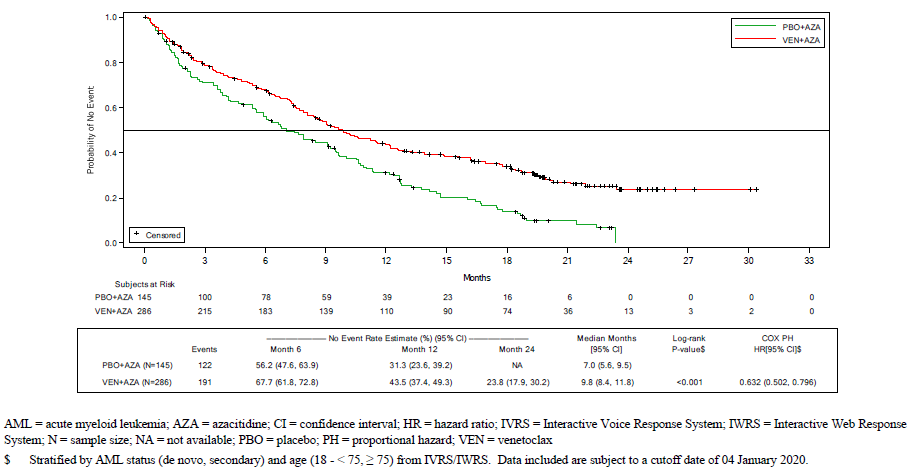 PBO+AZA
VEN+AZA
1.0
0.8
0.6
0.4
0.2
0.0
Probability of No Event
+ Censored
0 3 6 9 12 15 18 21 24 27 30 33
Months
Subjects at Risk
PBO+AZA 145 100 78 59 39 23 16 6 0 0 0 0
VEN+AZA 286 215 183 139 110 90 74 36 13 3 2 0
No Event Rate Estimate (%) (95% CI) Median Months Log-rank COX PH
Events Month 6 Month 12 Month 24 [95% CI] P-value$ HR[95% CI]$
PBO+AZA (N=145) 122 56.2 (47.6, 63.9) 31.3 (23.6, 39.2) NA 7.0 (5.6, 9.5)
VEN+AZA (N=286) 191 67.7 (61.8, 72.8) 43.5 (37.4, 49.3) 23.8 (17.9, 30.2) 9.8 (8.4, 11.8) <0.001 0.632 (0.502, 0.796)
AML = acute myeloid leukemia; AZA = azacitidine; CI = confidence interval; HR = hazard ratio; IVRS = Interactive Voice Response System; IWRS = Interactive Web Response
System; N = sample size; NA = not available; PBO = placebo; PH = proportional hazard; VEN = venetoclax
$ Stratified by AML status (de novo, secondary) and age (18 - < 75, ≥ 75) from IVRS/IWRS. Data included are subject to a cutoff date of 04 January 2020.